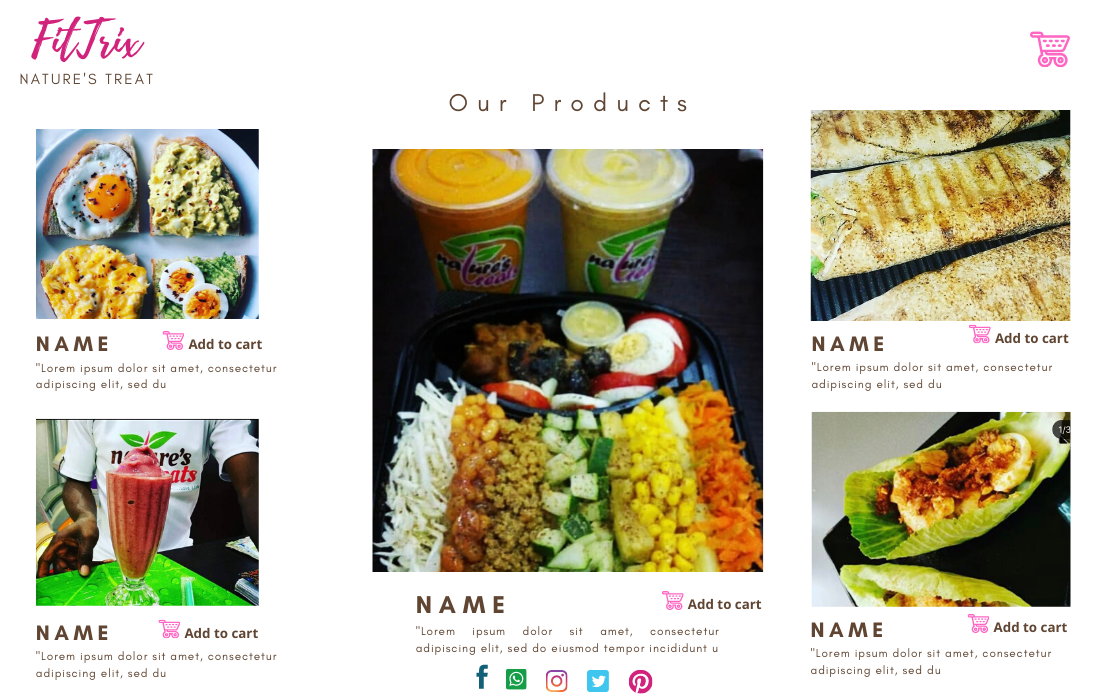 FitTrix
NATURE'S TREAT
Our Products
NAME
Add to cart
"Lorem ipsum dolor sit amet, consectetur
adipiscing elit, sed du
NAME
Add to cart
"Lorem ipsum dolor sit amet, consectetur
adipiscing elit, sed du
nature's
nature's
NAME
Add to cart
"Lorem ipsum dolor sit amet, consectetur
adipiscing elit, sed do eiusmod tempor incididunt u
NAME
Add to cart
"Lorem ipsum dolor sit amet, consectetur
adipiscing elit, sed du
1/3
NAME
Add to cart
"Lorem ipsum dolor sit amet, consectetur
adipiscing elit, sed du